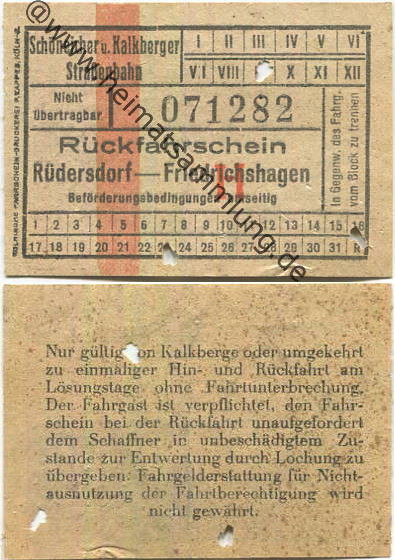 Schöneicher u. Kalkberger
Straßenbahn
I II III IV V VI
VII VIII X XI XII
Nicht
übertragbar
071282
Rückfahrschein
Rüdersdorf—Friedrichshagen
H
Beförderungsbedingungen umseitig
In Gegenw. des Fahrg.
vom Block zu trennen
1 2 3 4 5 6 7 8 9 10 11 12 13 14 15 16
17 18 19 20 21 22 23 24 25 26 27 28 29 30 31 R
www.heimatsammlung.de
Nur gültig von Kalkberge oder umgekehrt
zu einmaliger Hin- und Rückfahrt am
Lösungstage ohne Fahrtunterbrechung.
Der Fahrgast ist verpflichtet, den Fahr-
schein bei der Rückfahrt unaufgefordert
dem Schaffner in unbeschädigtem Zu-
stande zur Entwertung durch Lochung zu
übergeben. Fahrgelderstattung für Nicht-
ausnutzung der Fahrtberechtigung wird
nicht gewährt.